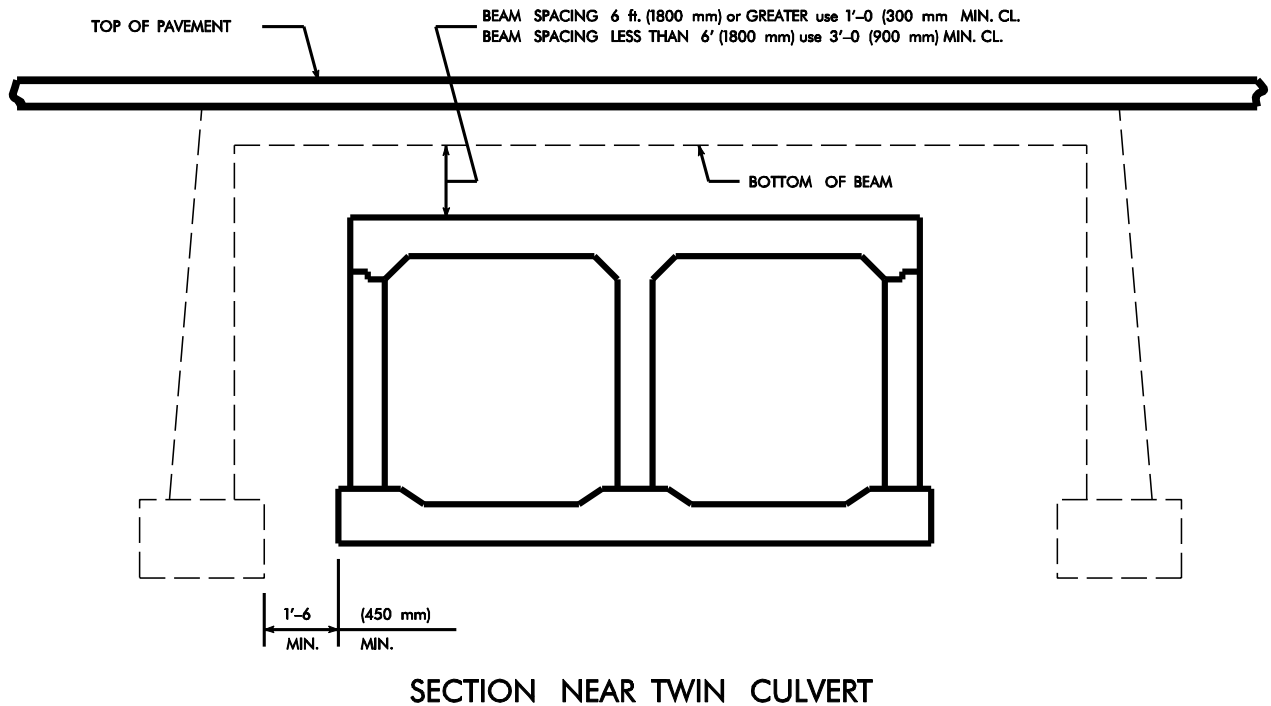 BEAM SPACING 6 ft. (1800 mm) or GREATER use 1'–0 (300 mm MIN. CL.
BEAM SPACING LESS THAN 6' (1800 mm) use 3'–0 (900 mm) MIN. CL.
TOP OF PAVEMENT
BOTTOM OF BEAM
1'–6 (450 mm)
MIN. MIN.
SECTION NEAR TWIN CULVERT